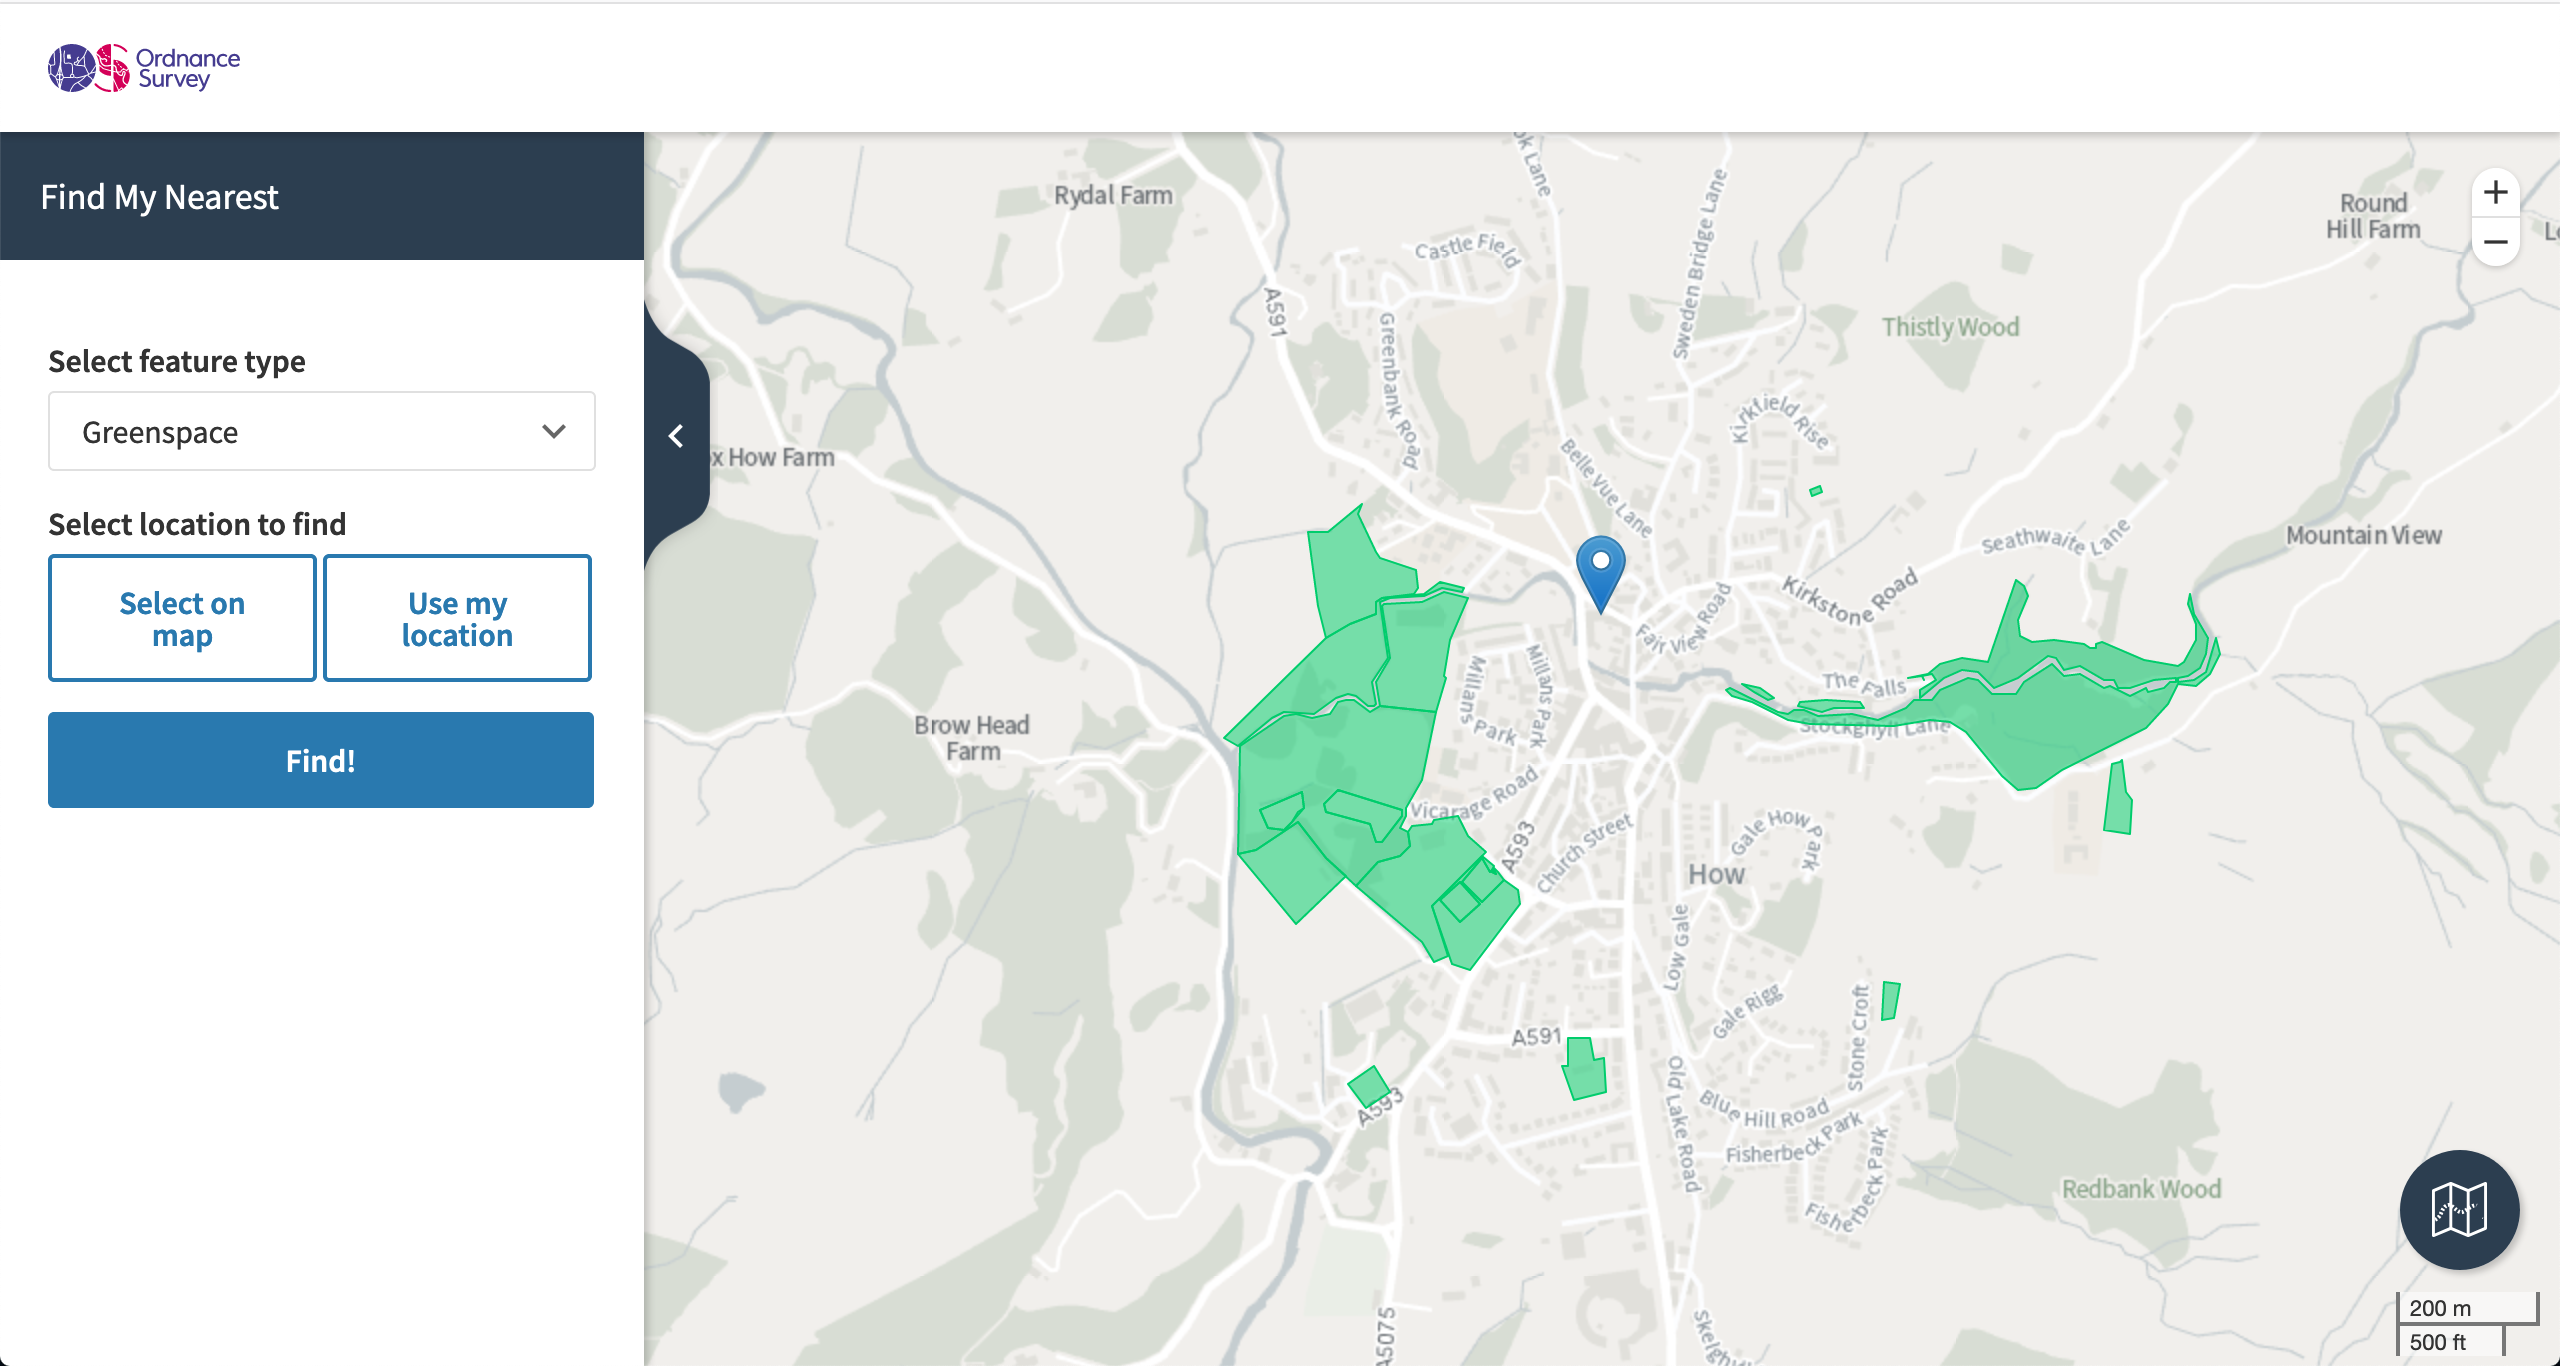 Ordnance
Survey
Find My Nearest
Select feature type
Greenspace
Select location to find
Select on
map
Use my
location
Find!
Rydal Farm
Castle Field
Sweden Bridge Lane
Round
Hill Farm
A591
Greenbank Road
Thistly Wood
Kirkfield Rise
x How Farm
Belle Vue Lane
Seathwaite Lane
Mountain View
Kirkstone Road
Fair View Road
Millans Park
Millans Park
The Falls
Stockghyll Lane
Brow Head
Farm
Vicarage Road
A593
Church Street
Gale How Park
How
Low Gale
Gale Rigg
Stone Croft
A591
A593
Old Lake Road
Blue Hill Road
Fisherbeck Park
Fisherbeck Park
Redbank Wood
A5075
200 m
500 ft